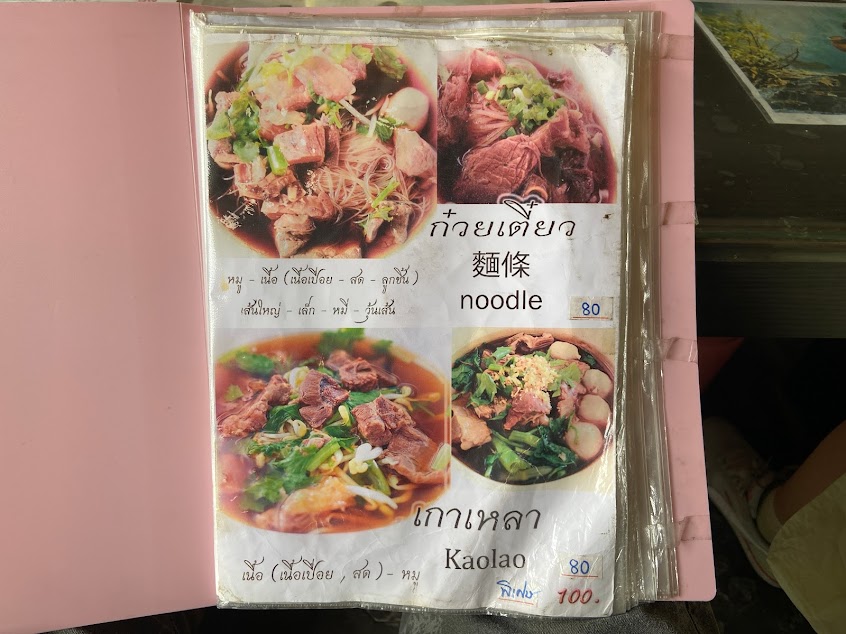 ก๋วยเตี๋ยว
麵條
noodle
80
หมู - เนื้อ (เนื้อเปื่อย - สด - ลูกชิ้น)
เส้นใหญ่ - เล็ก - หมี่ - วุ้นเส้น
เกาเหลา
Kaolao
80
เนื้อ (เนื้อเปื่อย , สด) - หมู
พิเศษ 100.